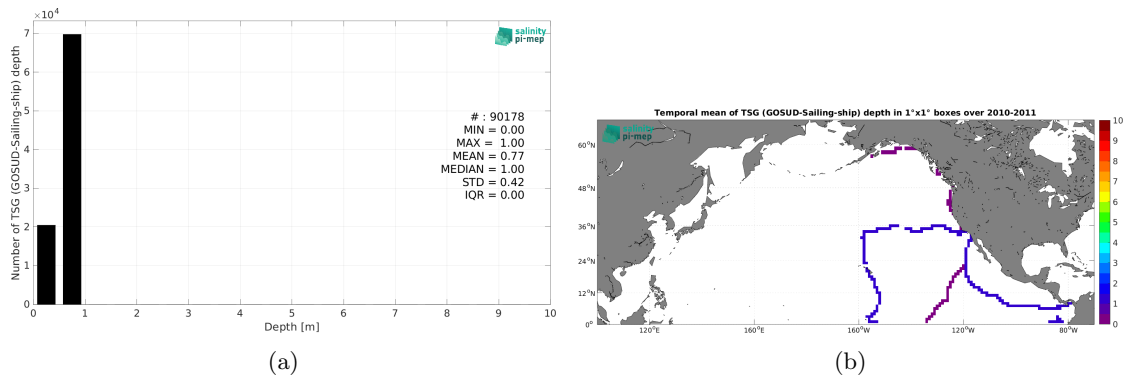 ×10⁴
7
6
5
4
3
2
1
0
Number of TSG (GOSUD-Sailing-ship) depth
0 1 2 3 4 5 6 7 8 9 10
Depth [m]
salinity
pi-mep
# : 90178
MIN = 0.00
MAX = 1.00
MEAN = 0.77
MEDIAN = 1.00
STD = 0.42
IQR = 0.00
(a)
Temporal mean of TSG (GOSUD-Sailing-ship) depth in 1°x1° boxes over 2010-2011
salinity
pi-mep
60°N
48°N
36°N
24°N
12°N
0°
120°E 160°E 160°W 120°W 80°W
10
9
8
7
6
5
4
3
2
1
0
(b)